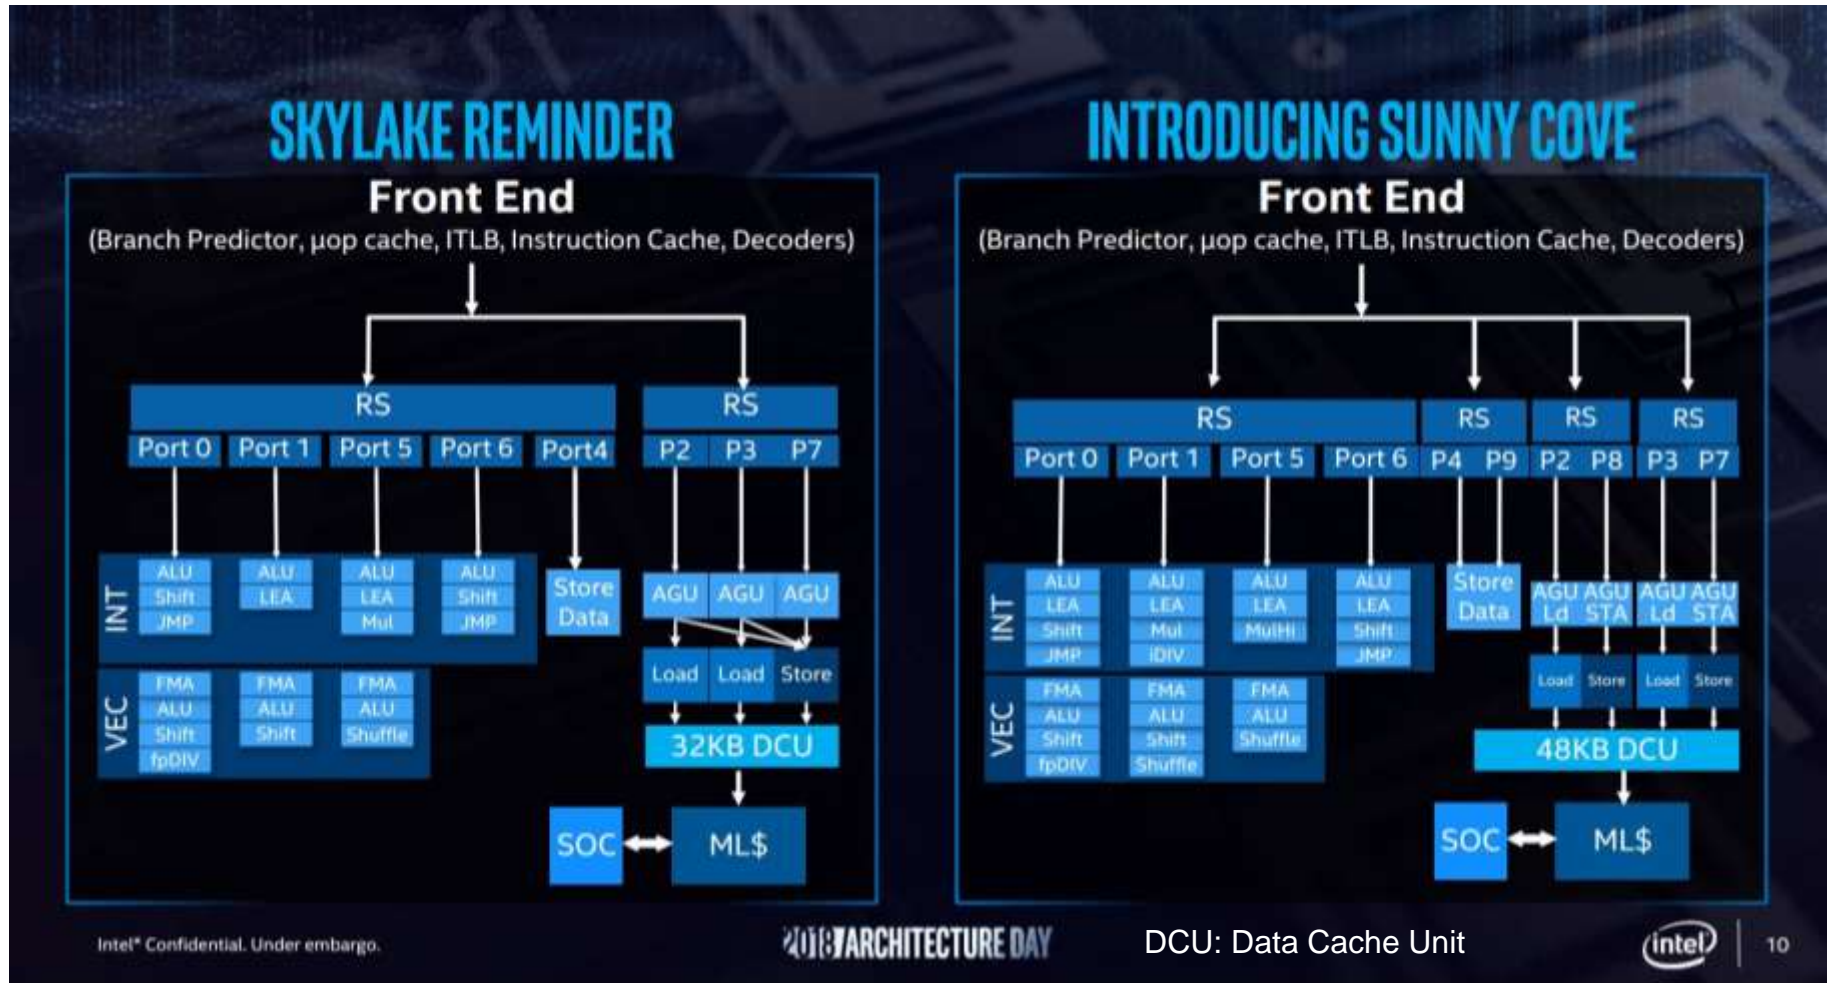 SKYLAKE REMINDER
Front End
(Branch Predictor, μop cache, ITLB, Instruction Cache, Decoders)
RS RS
Port 0 Port 1 Port 5 Port 6 Port4 P2 P3 P7
INT
ALU ALU ALU ALU
Shift LEA LEA Shift
JMP Mul JMP
Store
Data
AGU AGU AGU
Load Load Store
VEC
FMA FMA FMA
ALU ALU ALU
Shift Shift Shuffle
fpDIV
32KB DCU
SOC ML$
INTRODUCING SUNNY COVE
Front End
(Branch Predictor, μop cache, ITLB, Instruction Cache, Decoders)
RS RS RS RS
Port 0 Port 1 Port 5 Port 6 P4 P9 P2 P8 P3 P7
INT
ALU ALU ALU ALU
LEA LEA LEA LEA
Shift Mul MulHi Shift
JMP iDIV JMP
Store
Data
AGU AGU AGU AGU
Ld STA Ld STA
Load Store Load Store
VEC
FMA FMA FMA
ALU ALU ALU
Shift Shift Shuffle
fpDIV Shuffle
48KB DCU
SOC ML$
Intel® Confidential. Under embargo.
2018 ARCHITECTURE DAY
DCU: Data Cache Unit
intel
10